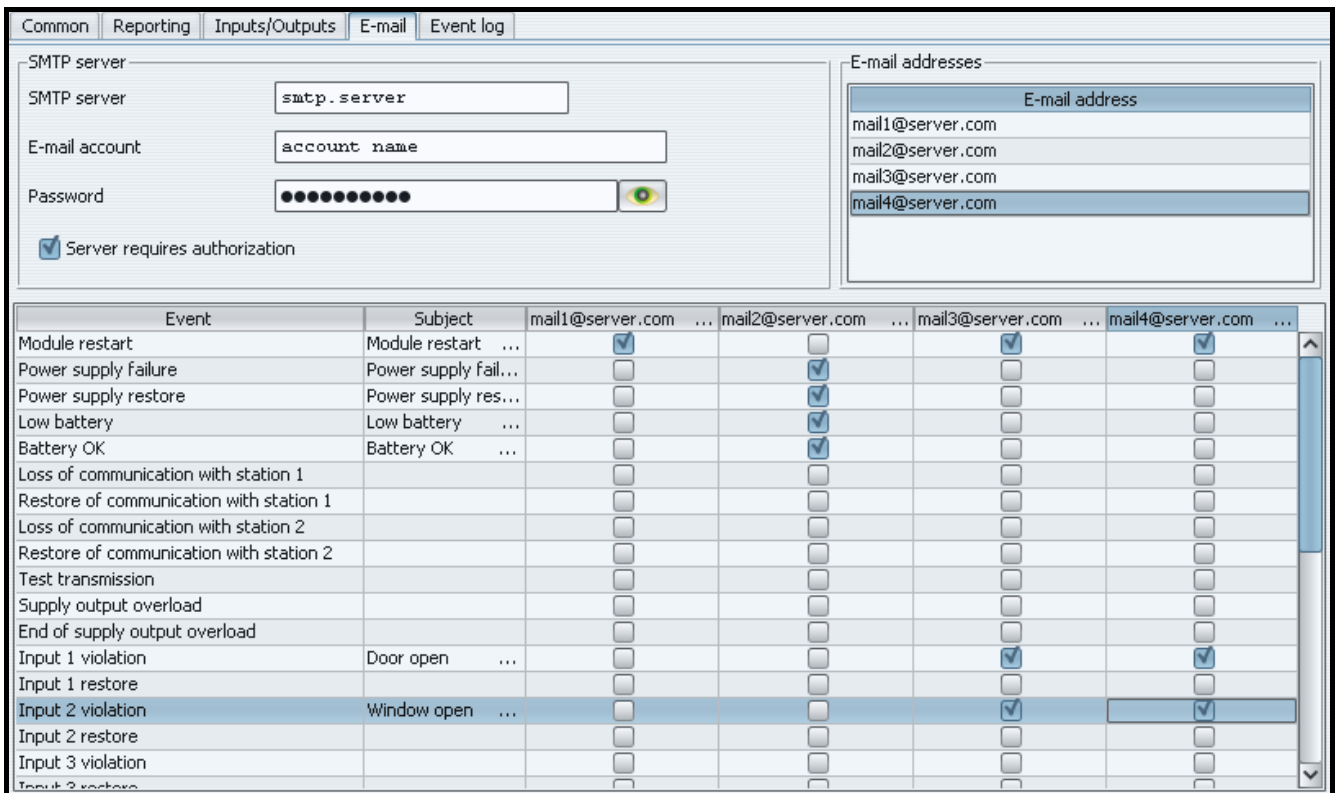 Common Reporting Inputs/Outputs E-mail Event log
SMTP server
SMTP server smtp.server
E-mail account account name
Password ●●●●●●●●●●
Server requires authorization
E-mail addresses
E-mail address
mail1@server.com
mail2@server.com
mail3@server.com
mail4@server.com
Event Subject mail1@server.com ... mail2@server.com ... mail3@server.com ... mail4@server.com ...
Module restart Module restart ...
Power supply failure Power supply fail...
Power supply restore Power supply res...
Low battery Low battery ...
Battery OK Battery OK ...
Loss of communication with station 1
Restore of communication with station 1
Loss of communication with station 2
Restore of communication with station 2
Test transmission
Supply output overload
End of supply output overload
Input 1 violation Door open ...
Input 1 restore
Input 2 violation Window open ...
Input 2 restore
Input 3 violation
Input 3 restore